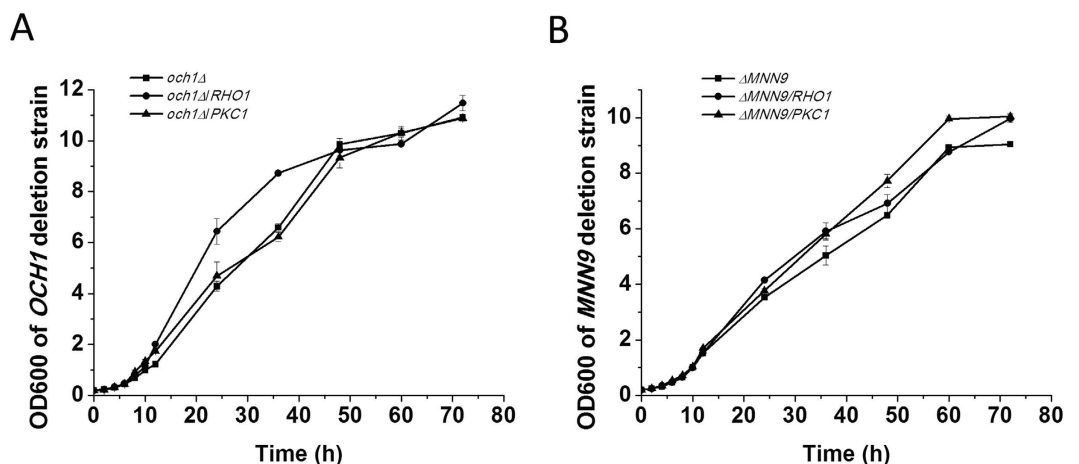 A
och1Δ
och1Δ/RHO1
och1Δ/PKC1
OD600 of OCH1 deletion strain
12
10
8
6
4
2
0
0 10 20 30 40 50 60 70 80
Time (h)
B
ΔMNN9
ΔMNN9/RHO1
ΔMNN9/PKC1
OD600 of MNN9 deletion strain
10
8
6
4
2
0
0 10 20 30 40 50 60 70 80
Time (h)